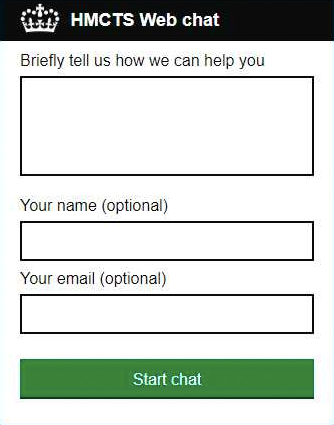 HMCTS Web chat
Briefly tell us how we can help you
Your name (optional)
Your email (optional)
Start chat